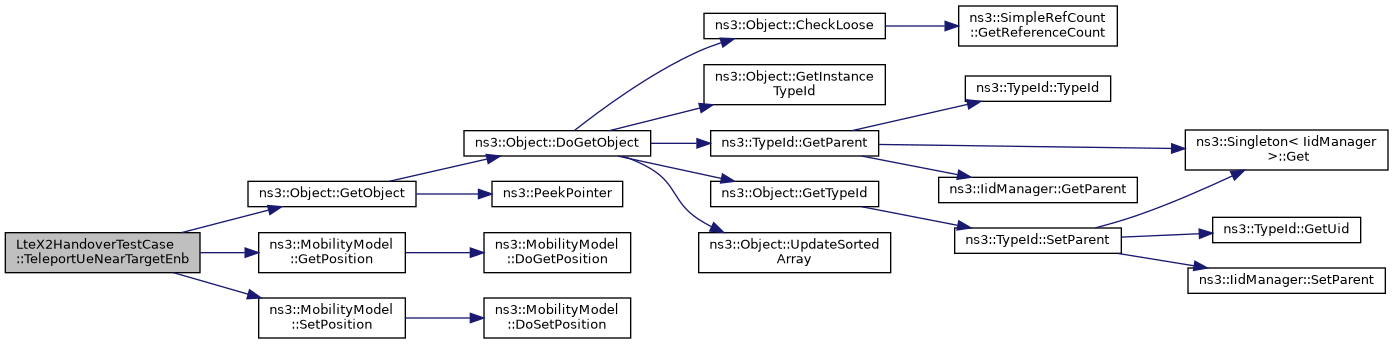 LteX2HandoverTestCase
::TeleportUeNearTargetEnb
ns3::Object::GetObject
ns3::MobilityModel
::GetPosition
ns3::MobilityModel
::SetPosition
ns3::Object::DoGetObject
ns3::PeekPointer
ns3::MobilityModel
::DoGetPosition
ns3::MobilityModel
::DoSetPosition
ns3::Object::CheckLoose
ns3::Object::GetInstance
TypeId
ns3::TypeId::GetParent
ns3::Object::GetTypeId
ns3::Object::UpdateSorted
Array
ns3::SimpleRefCount
::GetReferenceCount
ns3::TypeId::TypeId
ns3::IidManager::GetParent
ns3::TypeId::SetParent
ns3::Singleton< IidManager
>::Get
ns3::TypeId::GetUid
ns3::IidManager::SetParent